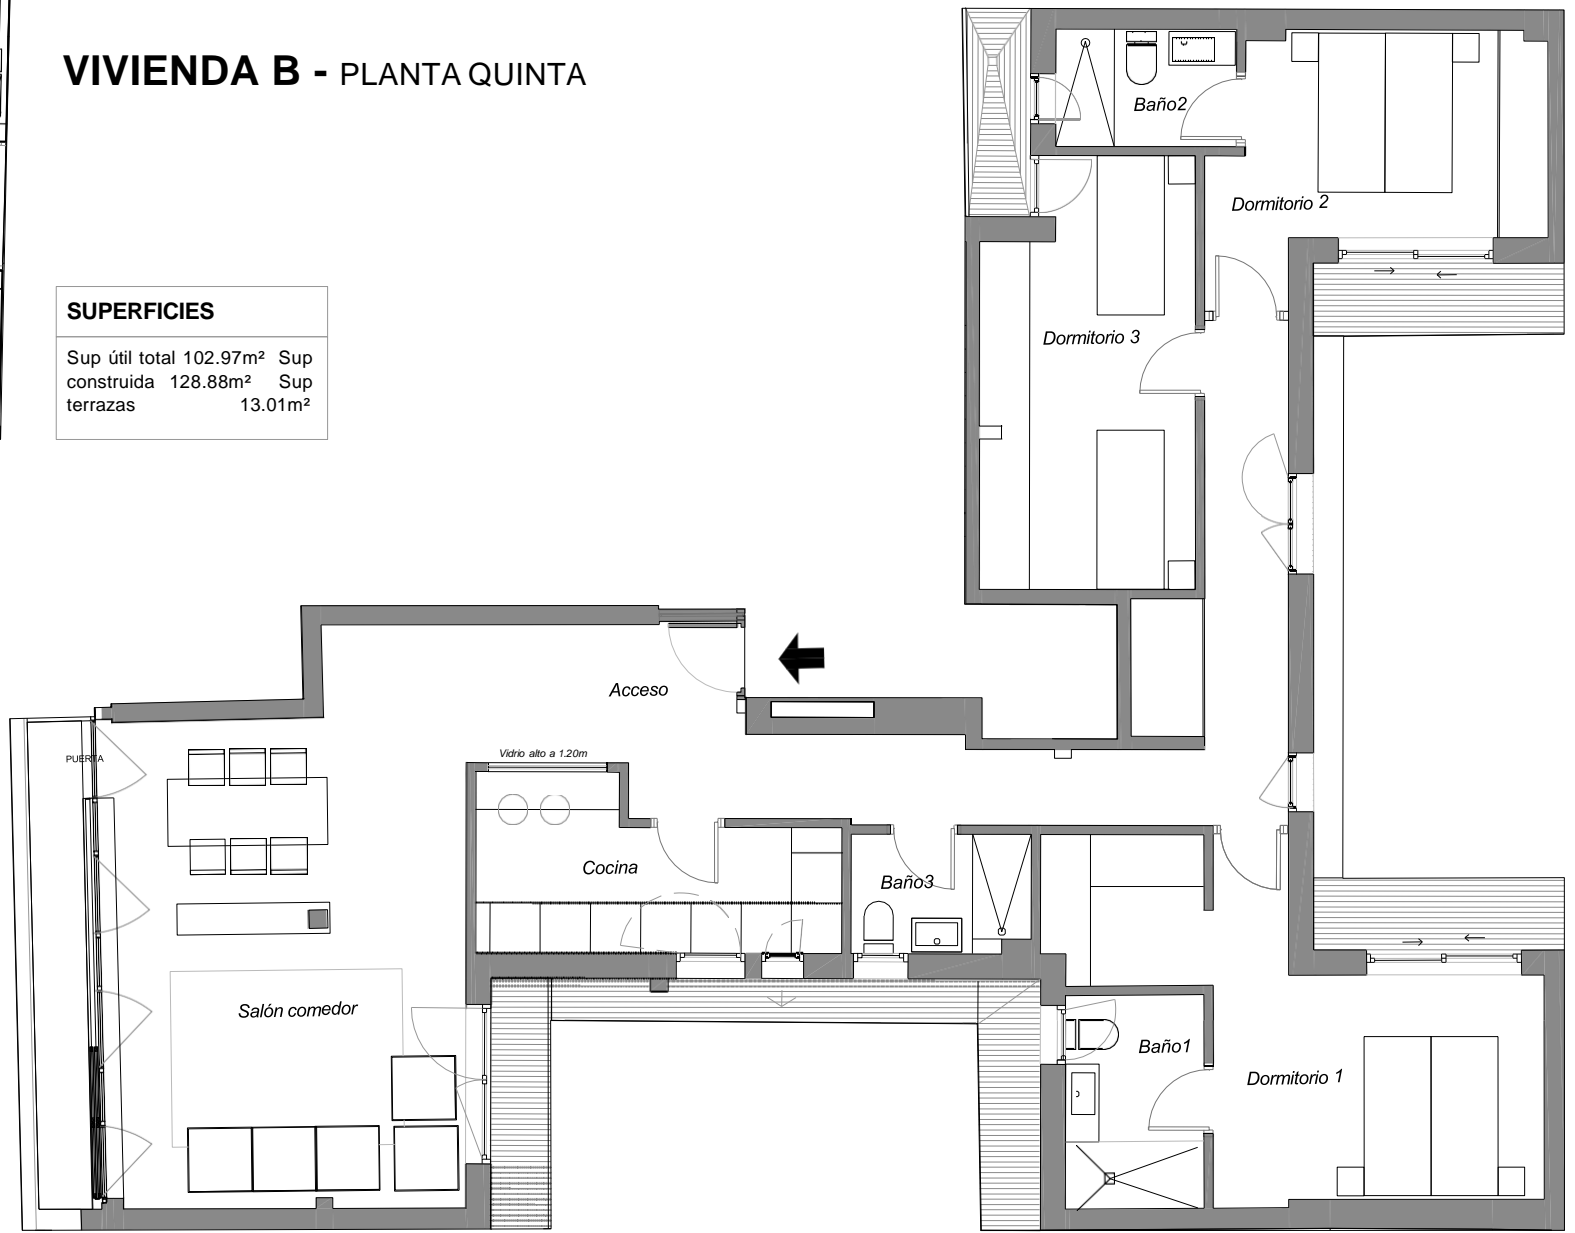 VIVIENDA B - PLANTA QUINTA
SUPERFICIES
Sup útil total 102.97m² Sup
construida 128.88m² Sup
terrazas 13.01m²
Baño2
Dormitorio 2
Dormitorio 3
Acceso
PUERTA
Vidrio alto a 1.20m
Cocina
Baño3
Salón comedor
Baño1
Dormitorio 1